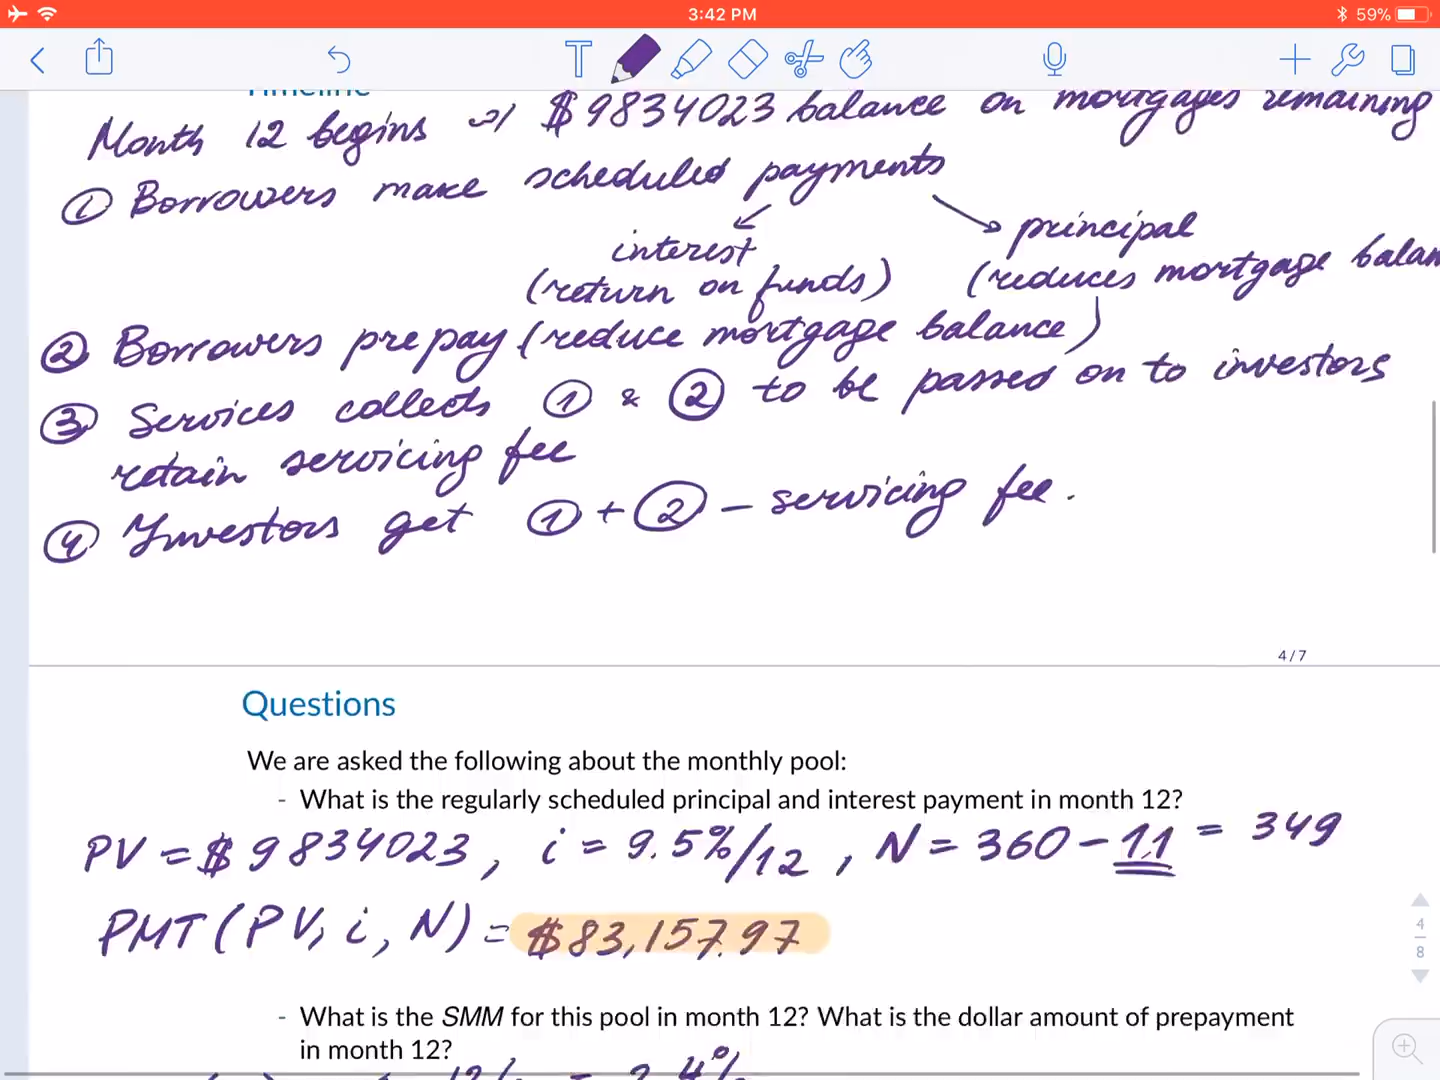 3:42 PM
59%
T
Timeline
Month 12 begins w/ $9834023 balance on mortgages remaining
① Borrowers make scheduled payments
interest
principal
(return on funds)
(reduces mortgage balan
② Borrowers prepay (reduce mortgage balance)
③ Services collects ① & ② to be passed on to investors
retain servicing fee
④ Investors get ① + ② - servicing fee.
4/7
Questions
We are asked the following about the monthly pool:
- What is the regularly scheduled principal and interest payment in month 12?
PV = $9834023, i = 9.5%/12, N = 360 - 11 = 349
PMT(PV, i, N) = $83,157.97
4
8
- What is the SMM for this pool in month 12? What is the dollar amount of prepayment
in month 12?